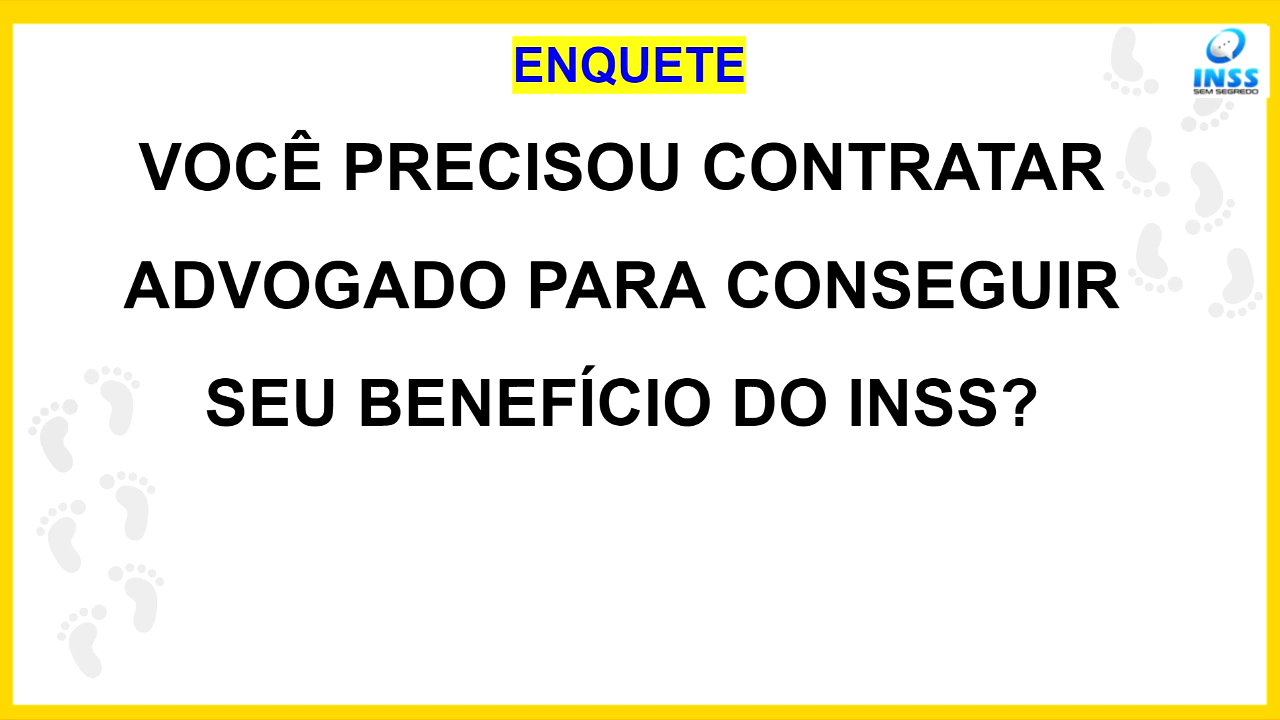 ENQUETE
INSS
SEM SEGREDO
VOCÊ PRECISOU CONTRATAR
ADVOGADO PARA CONSEGUIR
SEU BENEFÍCIO DO INSS?